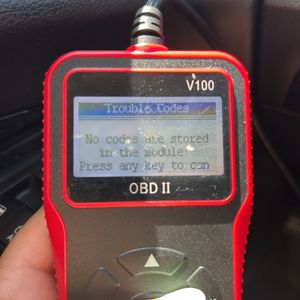 V100
Trouble Codes
No codes are stored
in the module!
Press any key to con
OBD II